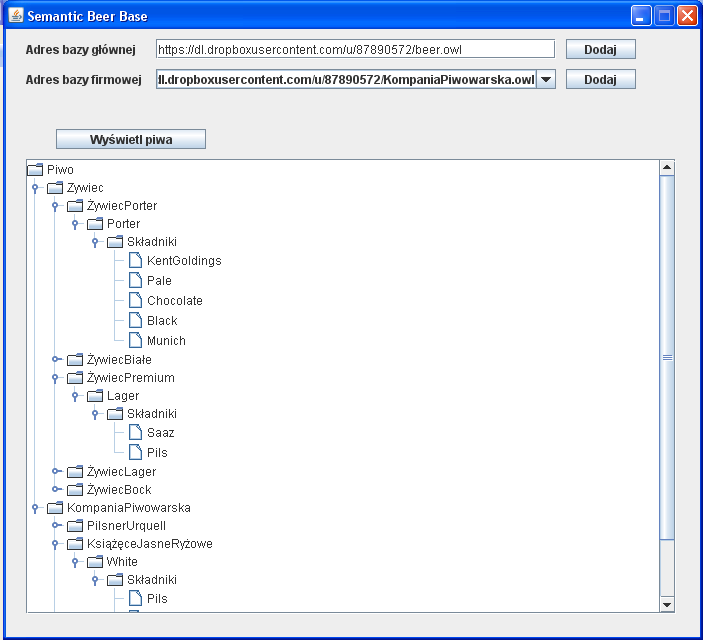 Semantic Beer Base
Adres bazy głównej https://dl.dropboxusercontent.com/u/87890572/beer.owl Dodaj
Adres bazy firmowej dl.dropboxusercontent.com/u/87890572/KompaniaPiwowarska.owl Dodaj
Wyświetl piwa
Piwo
Zywiec
ŻywiecPorter
Porter
Składniki
KentGoldings
Pale
Chocolate
Black
Munich
ŻywiecBiałe
ŻywiecPremium
Lager
Składniki
Saaz
Pils
ŻywiecLager
ŻywiecBock
KompaniaPiwowarska
PilsnerUrquell
KsiążęceJasneRyżowe
White
Składniki
Pils